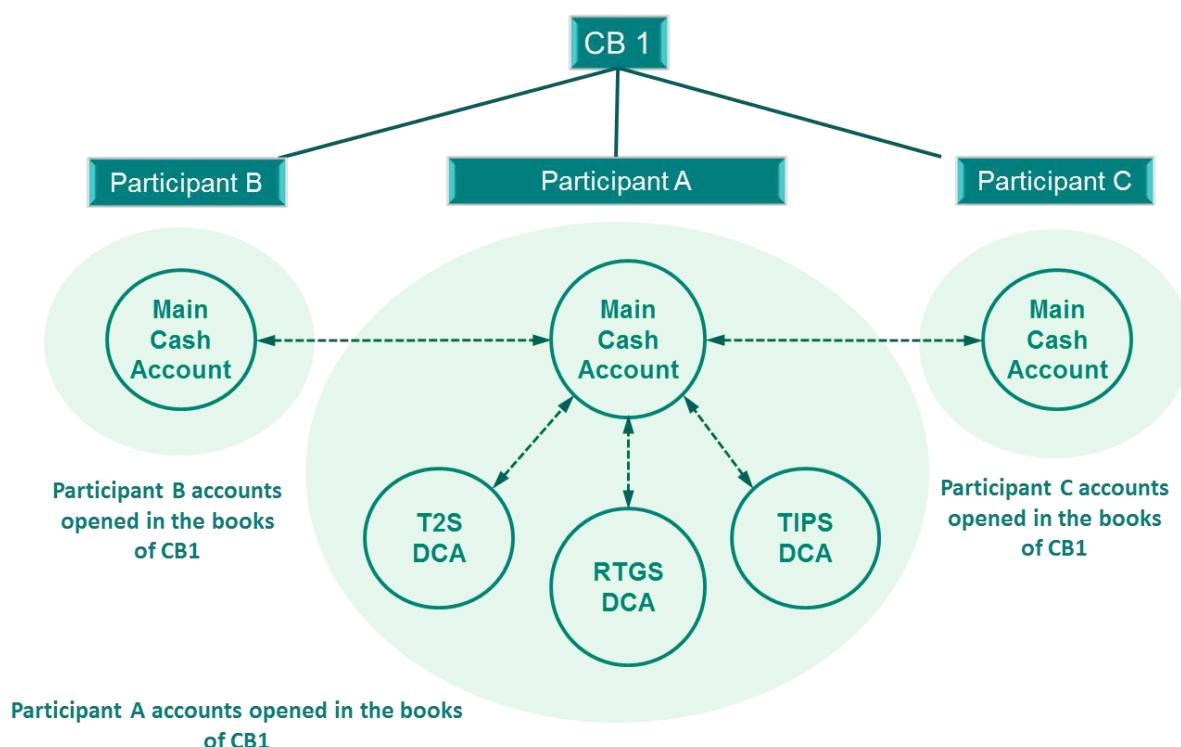 CB 1
Participant B
Participant A
Participant C
Main
Cash
Account
Main
Cash
Account
Main
Cash
Account
Participant B accounts
opened in the books
of CB1
T2S
DCA
RTGS
DCA
TIPS
DCA
Participant C accounts
opened in the books
of CB1
Participant A accounts opened in the books
of CB1